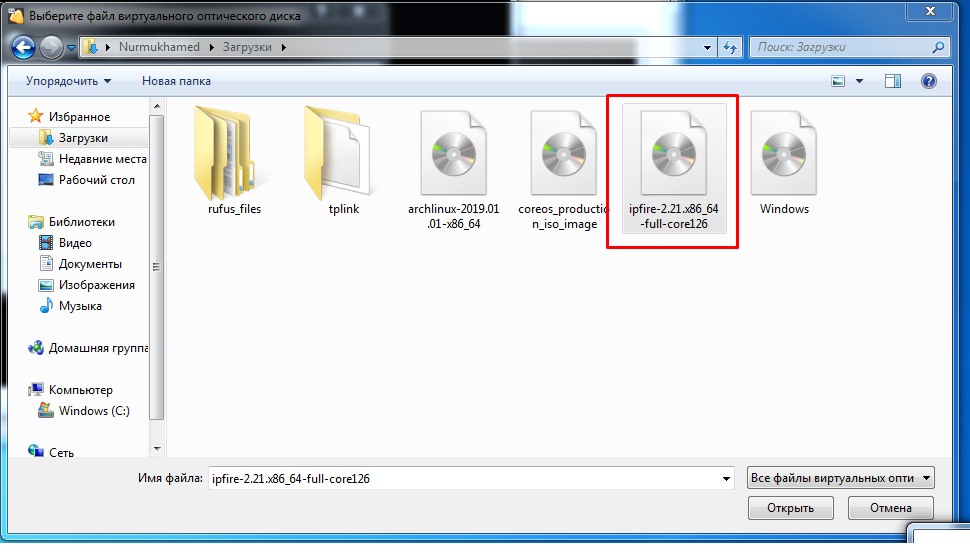 Выберите файл виртуального оптического диска
Nurmukhamed Загрузки
Поиск: Загрузки
Упорядочить Новая папка
Избранное
Загрузки
Недавние места
Рабочий стол
Библиотеки
Видео
Документы
Изображения
Музыка
Домашняя группа
Компьютер
Windows (C:)
Сеть
rufus_files
tplink
archlinux-2019.01
.01-x86_64
coreos_productio
n_iso_image
ipfire-2.21.x86_64
-full-core126
Windows
Имя файла: ipfire-2.21.x86_64-full-core126
Все файлы виртуальных опти
Открыть Отмена